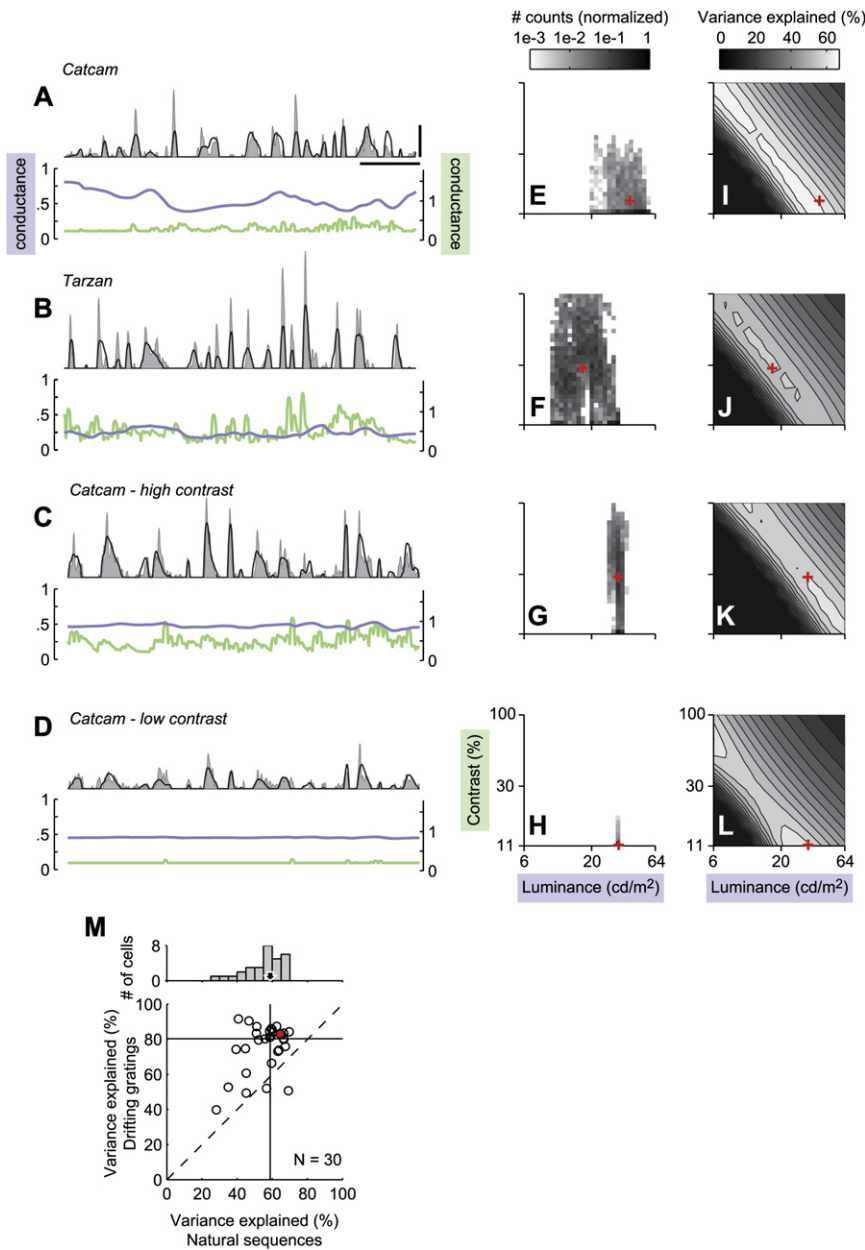 # counts (normalized)
1e-3 1e-2 1e-1 1
Variance explained (%)
0 20 40 60
Catcam
A
conductance
1
.5
0
1
0
conductance
E
I
Tarzan
B
1
.5
0
1
0
F
J
Catcam - high contrast
C
1
.5
0
1
0
G
K
Catcam - low contrast
D
1
.5
0
1
0
Contrast (%)
100
30
11
H
6 20 64
Luminance (cd/m²)
100
30
11
L
6 20 64
Luminance (cd/m²)
M
# of cells
8
0
Variance explained (%)
Drifting gratings
100
80
60
40
20
0
N = 30
0 20 40 60 80 100
Variance explained (%)
Natural sequences